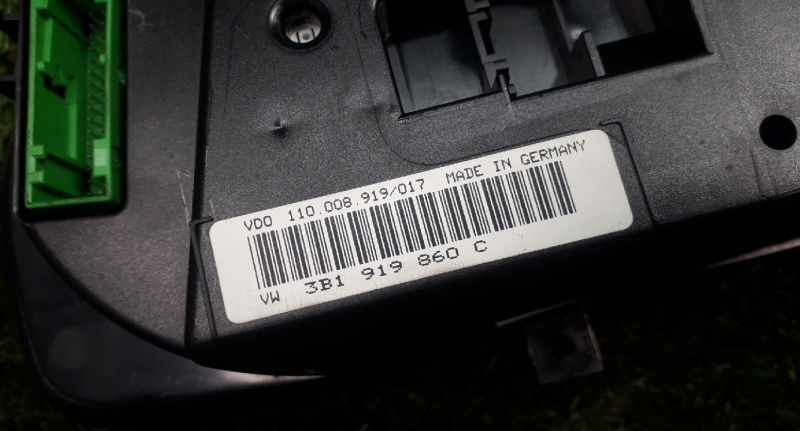 VDO 110.008.919/017 MADE IN GERMANY
VW 3B1 919 860 C